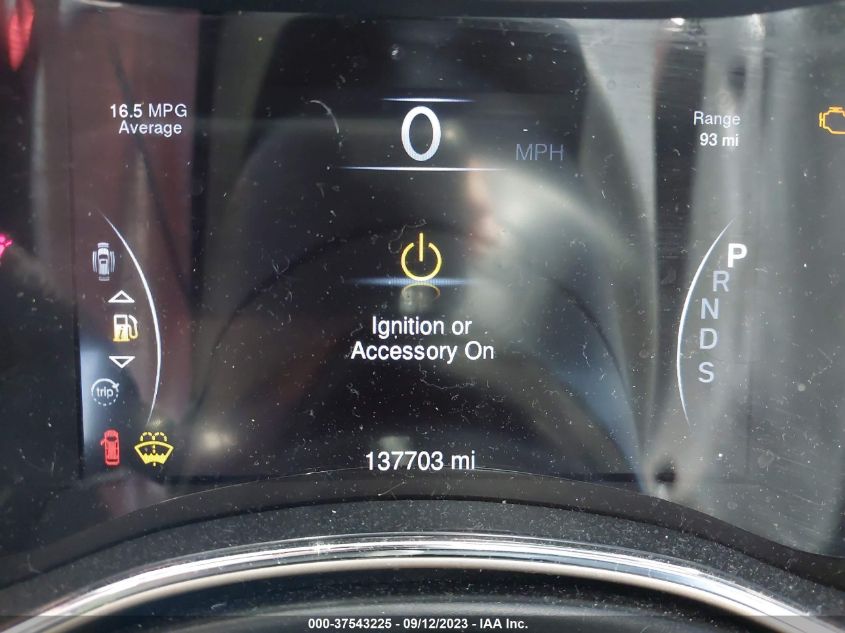 16.5 MPG
Average
0
MPH
Range
93 mi
Ignition or
Accessory On
P
R
N
D
S
trip
137703 mi
000-37543225 - 09/12/2023 - IAA Inc.